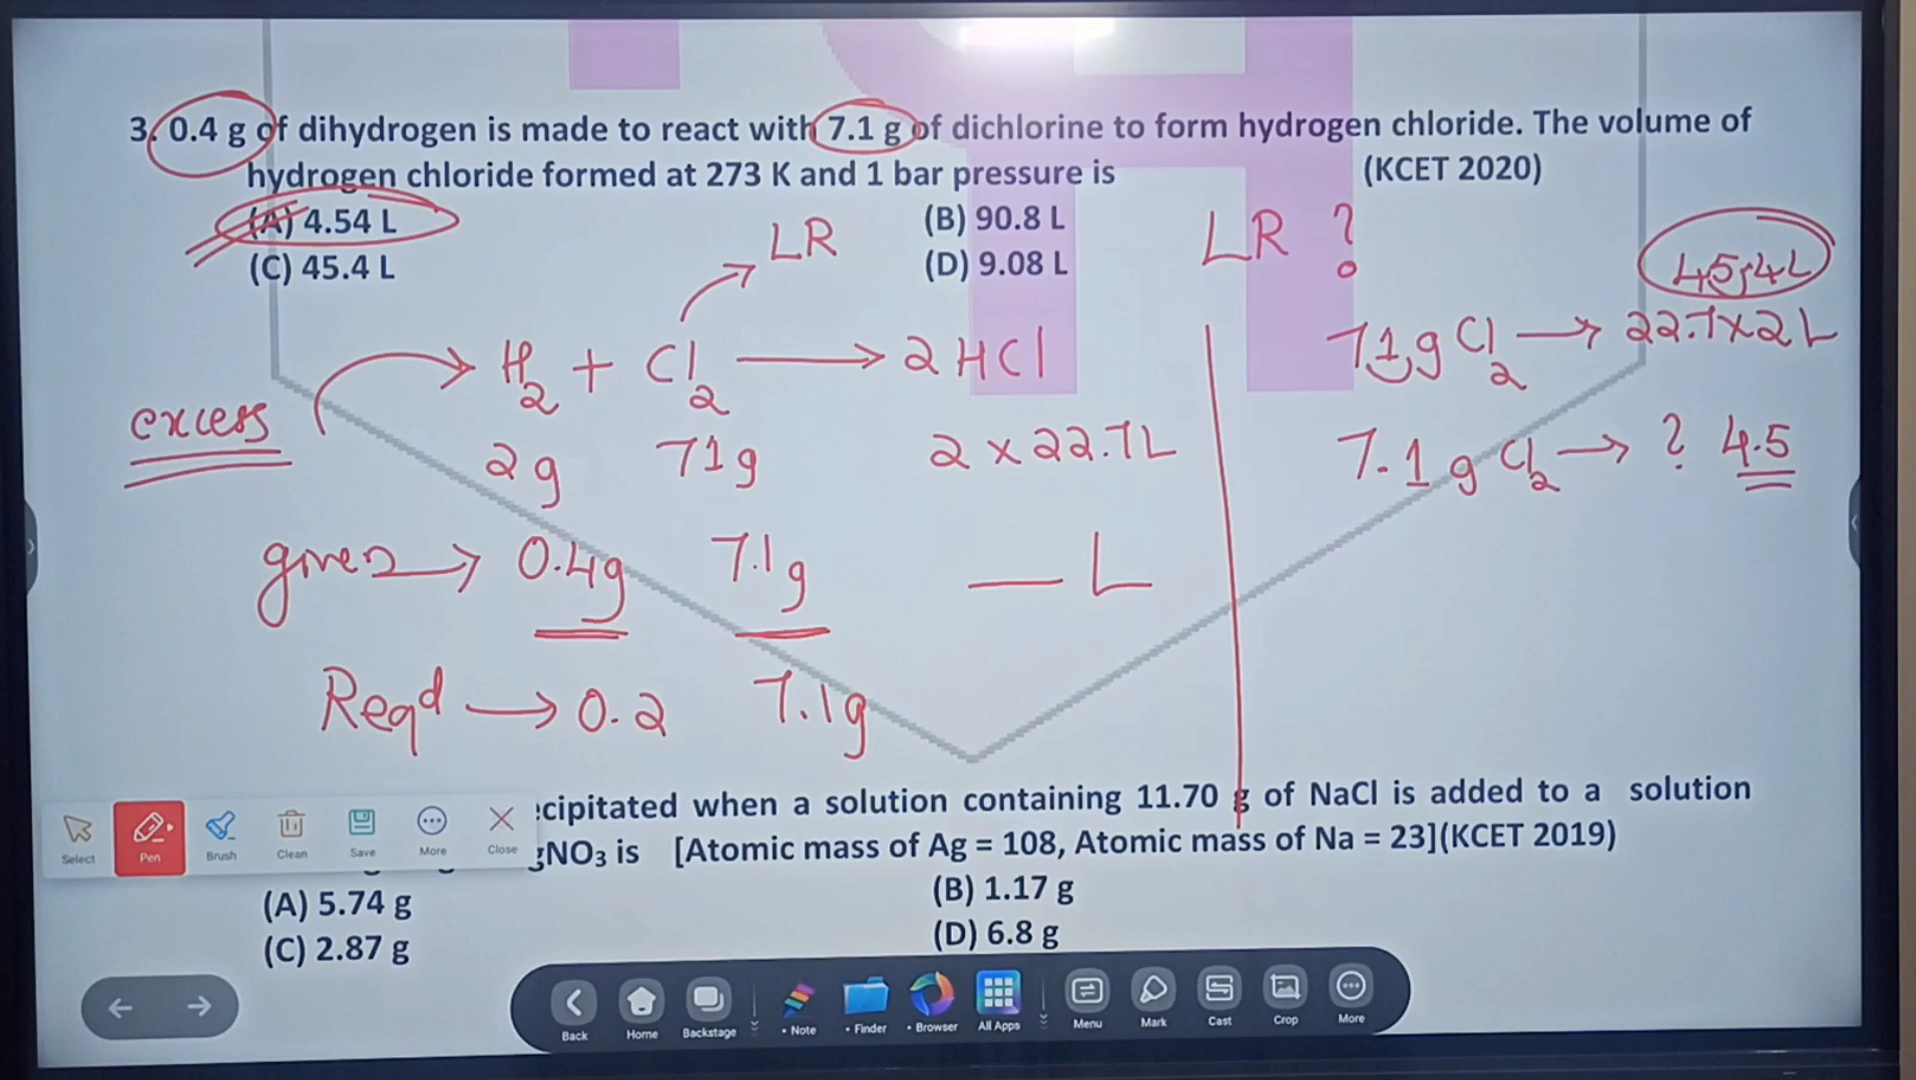 3. 0.4 g of dihydrogen is made to react with 7.1 g of dichlorine to form hydrogen chloride. The volume of
hydrogen chloride formed at 273 K and 1 bar pressure is (KCET 2020)
(A) 4.54 L (B) 90.8 L
(C) 45.4 L (D) 9.08 L
LR LR ?
45.4L
H2 + Cl2 → 2HCl
71g Cl2 → 22.7×2L
excess
2g 71g 2×22.7L
7.1g Cl2 → ? 4.5
given → 0.4g 7.1g — L
Reqd → 0.2 7.1g
cipitated when a solution containing 11.70 g of NaCl is added to a solution
gNO3 is [Atomic mass of Ag = 108, Atomic mass of Na = 23](KCET 2019)
Select Pen Brush Clean Save More Close
(A) 5.74 g (B) 1.17 g
(C) 2.87 g (D) 6.8 g
Back Home Backstage • Note • Finder • Browser All Apps Menu Mark Cast Crop More